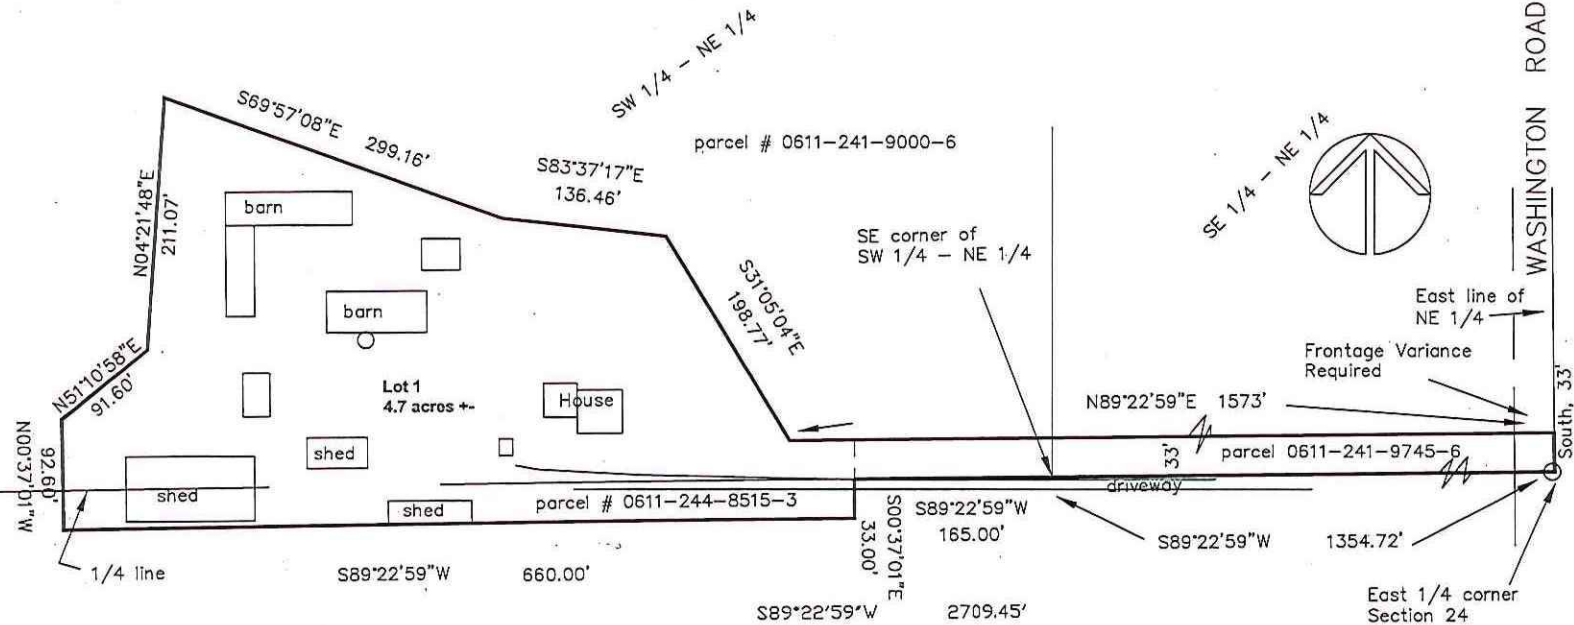 SW 1/4 – NE 1/4
WASHINGTON ROAD
S69°57'08"E
299.16'
S83°37'17"E
136.46'
parcel # 0611-241-9000-6
SE 1/4 – NE 1/4
N04°21'48"E
211.07'
barn
SE corner of
SW 1/4 – NE 1/4
S31°05'04"E
198.77'
East line of
NE 1/4
barn
Frontage Variance
Required
N51°10'58"E
91.60'
Lot 1
4.7 acres +-
House
N89°22'59"E 1573'
South, 33'
N00°37'01"W
92.60'
shed
33'
parcel 0611-241-9745-6
shed
shed
parcel # 0611-244-8515-3
driveway
S00°37'01"E
33.00'
S89°22'59"W
165.00'
S89°22'59"W 1354.72'
1/4 line
S89°22'59"W 660.00'
East 1/4 corner
Section 24
S89°22'59"W 2709.45'